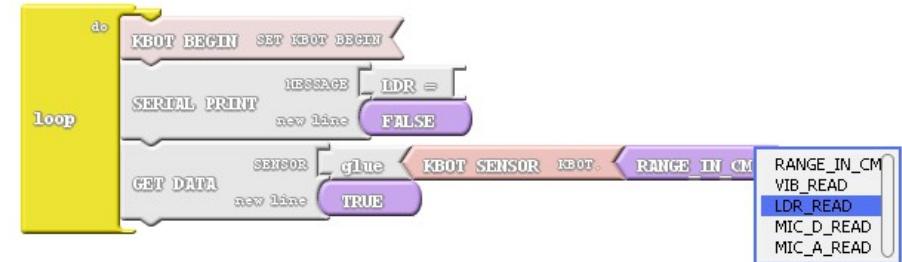 do
KBOT BEGIN SET KBOT BEGIN
loop
SERIAL PRINT
MESSAGE LDR =
new line FALSE
GET DATA
SENSOR glue KBOT SENSOR KBOT. RANGE_IN_CM
new line TRUE
RANGE_IN_CM
VIB_READ
LDR_READ
MIC_D_READ
MIC_A_READ